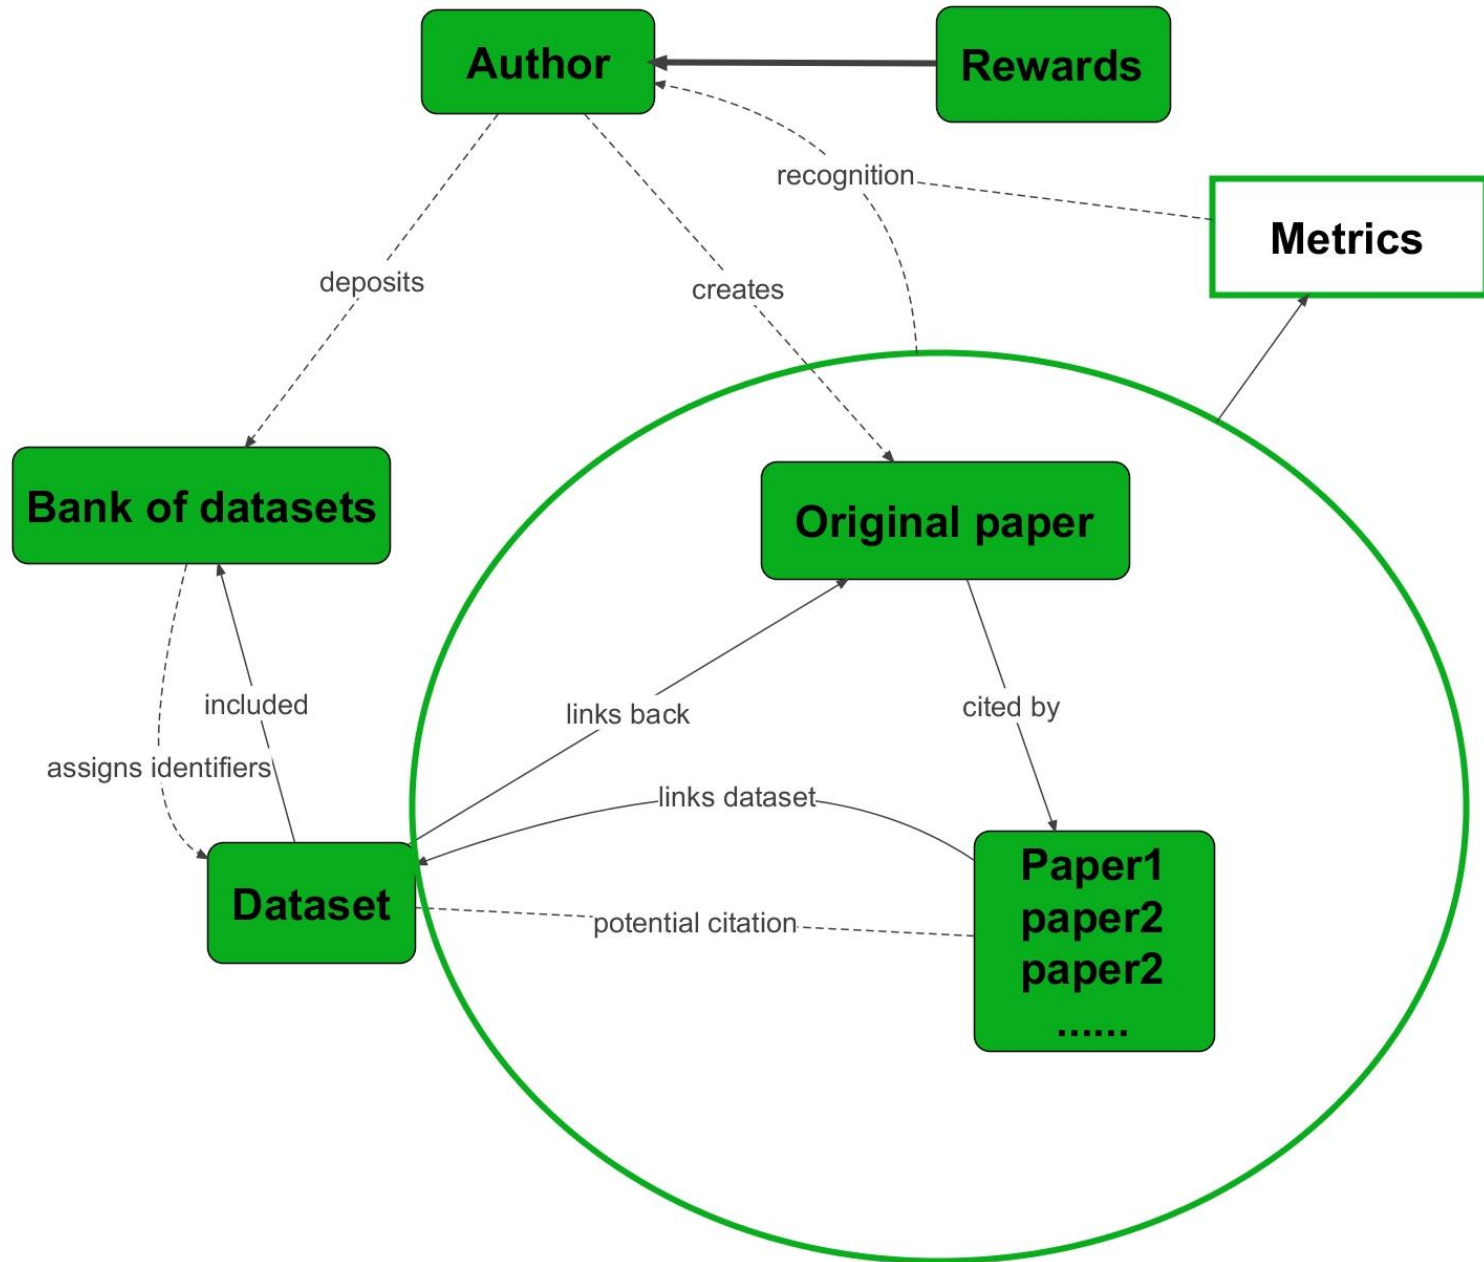 Author
Rewards
recognition
Metrics
deposits
creates
Bank of datasets
Original paper
included
links back
cited by
assigns identifiers
links dataset
Dataset
potential citation
Paper1
paper2
paper2
......